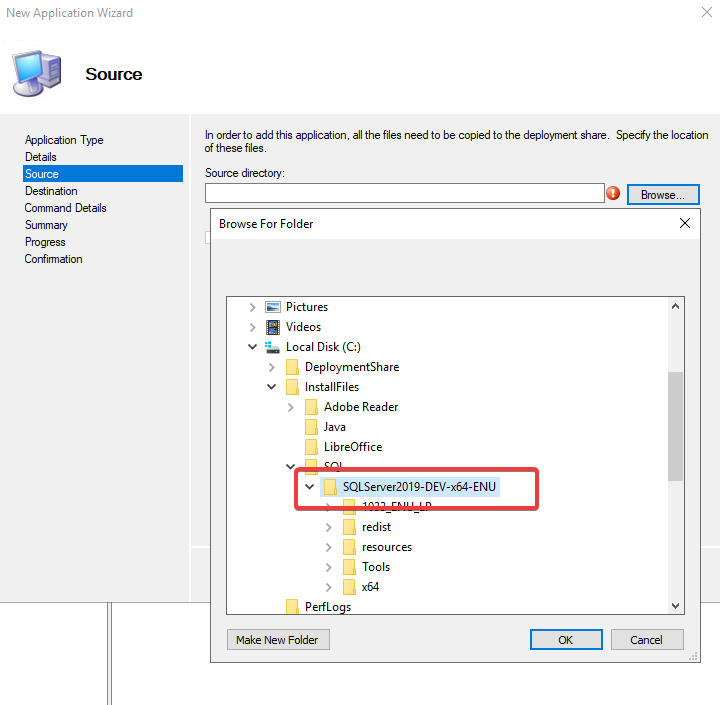 New Application Wizard
Source
Application Type
Details
Source
Destination
Command Details
Summary
Progress
Confirmation
In order to add this application, all the files need to be copied to the deployment share. Specify the location
of these files.
Source directory:
Browse...
Browse For Folder
Pictures
Videos
Local Disk (C:)
DeploymentShare
InstallFiles
Adobe Reader
Java
LibreOffice
SQL
SQLServer2019-DEV-x64-ENU
1033_ENU_LP
redist
resources
Tools
x64
PerfLogs
Make New Folder
OK
Cancel